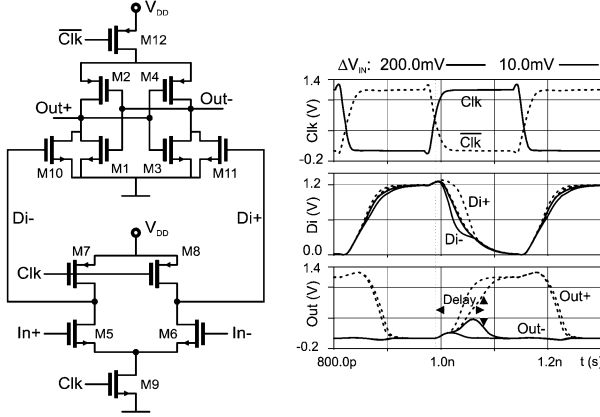 V_DD
Clk
M12
M2
M4
Out+
Out-
M10
M1
M3
M11
Di-
Di+
V_DD
M7
M8
Clk
In+
M5
M6
In-
Clk
M9
ΔV_IN: 200.0mV 10.0mV
1.4
Clk (V)
-0.2
Clk
Clk
1.2
Di (V)
0.0
Di+
Di-
1.4
Out (V)
-0.2
Delay
Out+
Out-
800.0p
1.0n
1.2n
t (s)